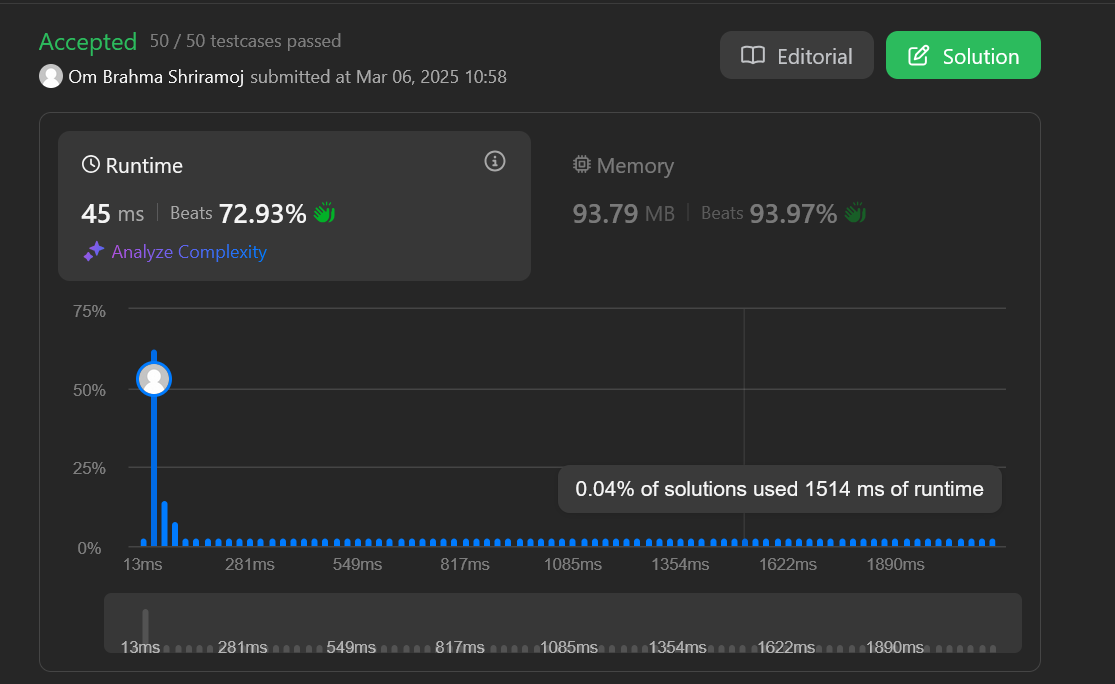 Accepted 50 / 50 testcases passed
Om Brahma Shriramoj submitted at Mar 06, 2025 10:58
Editorial
Solution
Runtime
45 ms Beats 72.93%
Analyze Complexity
Memory
93.79 MB Beats 93.97%
75%
50%
25%
0%
0.04% of solutions used 1514 ms of runtime
13ms 281ms 549ms 817ms 1085ms 1354ms 1622ms 1890ms
13ms 281ms 549ms 817ms 1085ms 1354ms 1622ms 1890ms